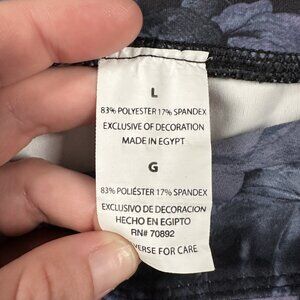 L
83% POLYESTER 17% SPANDEX
EXCLUSIVE OF DECORATION
MADE IN EGYPT
G
83% POLIÉSTER 17% SPANDEX
EXCLUSIVO DE DECORACION
HECHO EN EGIPTO
RN# 70892
VERSE FOR CARE